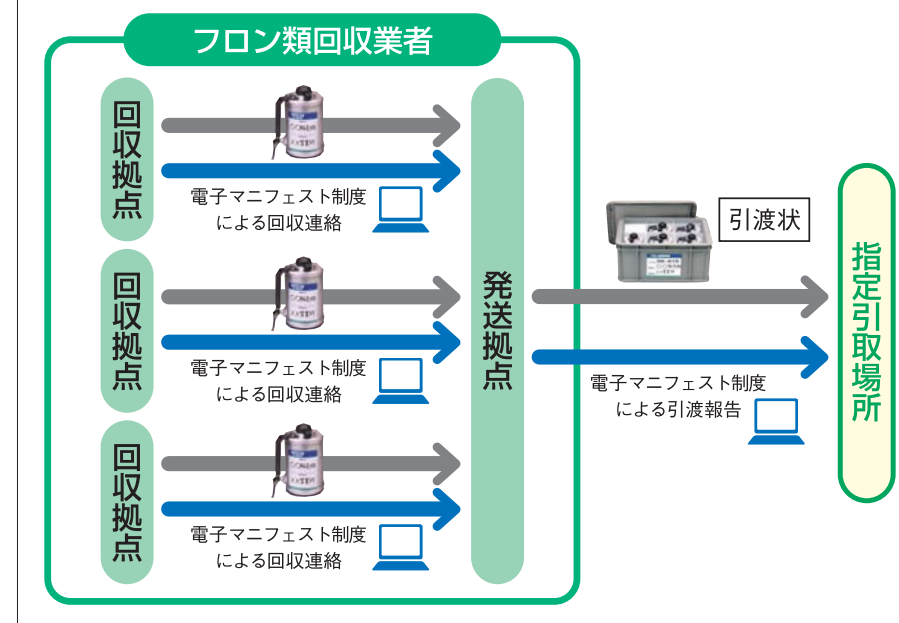 フロン類回収業者
回収拠点
電子マニフェスト制度
による回収連絡
回収拠点
電子マニフェスト制度
による回収連絡
回収拠点
電子マニフェスト制度
による回収連絡
発送拠点
引渡状
電子マニフェスト制度
による引渡報告
指定引取場所